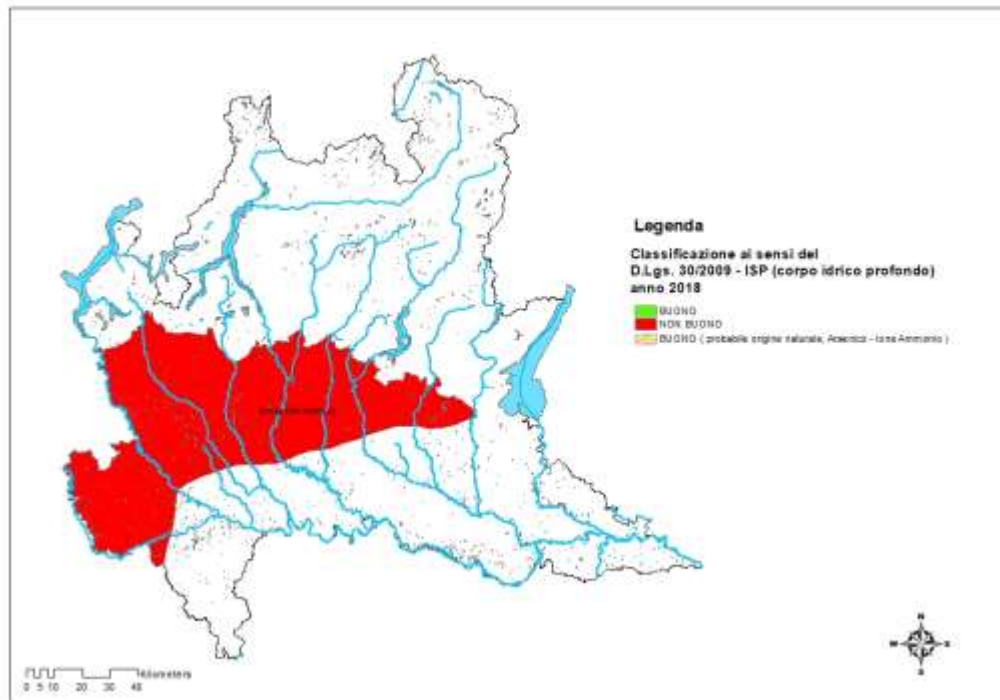 Legenda
Classificazione ai sensi del
D.Lgs. 30/2009 - ISP (corpo idrico profondo)
anno 2018
BUONO
NON BUONO
BUONO ( probabile origine naturale, Arsenico - Ione Ammonio )
N
W
E
S
Kilometers
0 5 10 20 30 40